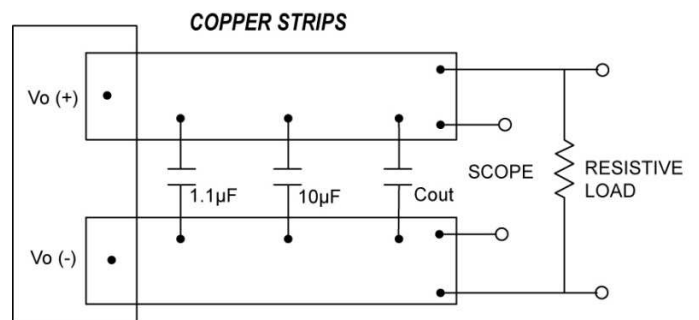 COPPER STRIPS
Vo (+)
1.1µF
10µF
Cout
SCOPE
RESISTIVE
LOAD
Vo (-)